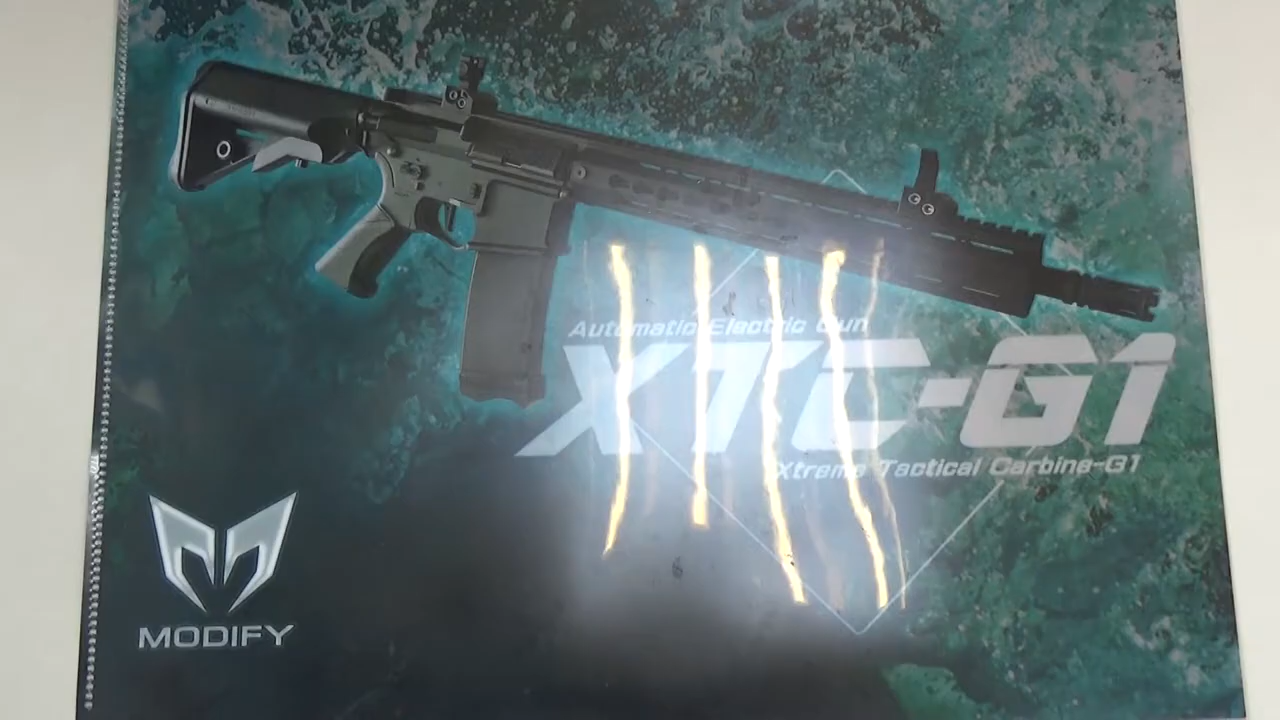 Automatic Electric Gun
XTC-G1
Xtreme Tactical Carbine-G1
MODIFY